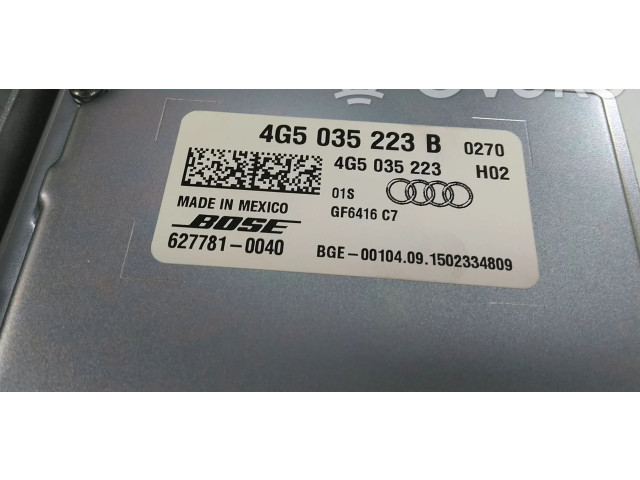 4G5 035 223 B 0270
4G5 035 223 H02
01S
GF6416 C7
MADE IN MEXICO
BOSE
627781-0040
BGE-00104.09.1502334809